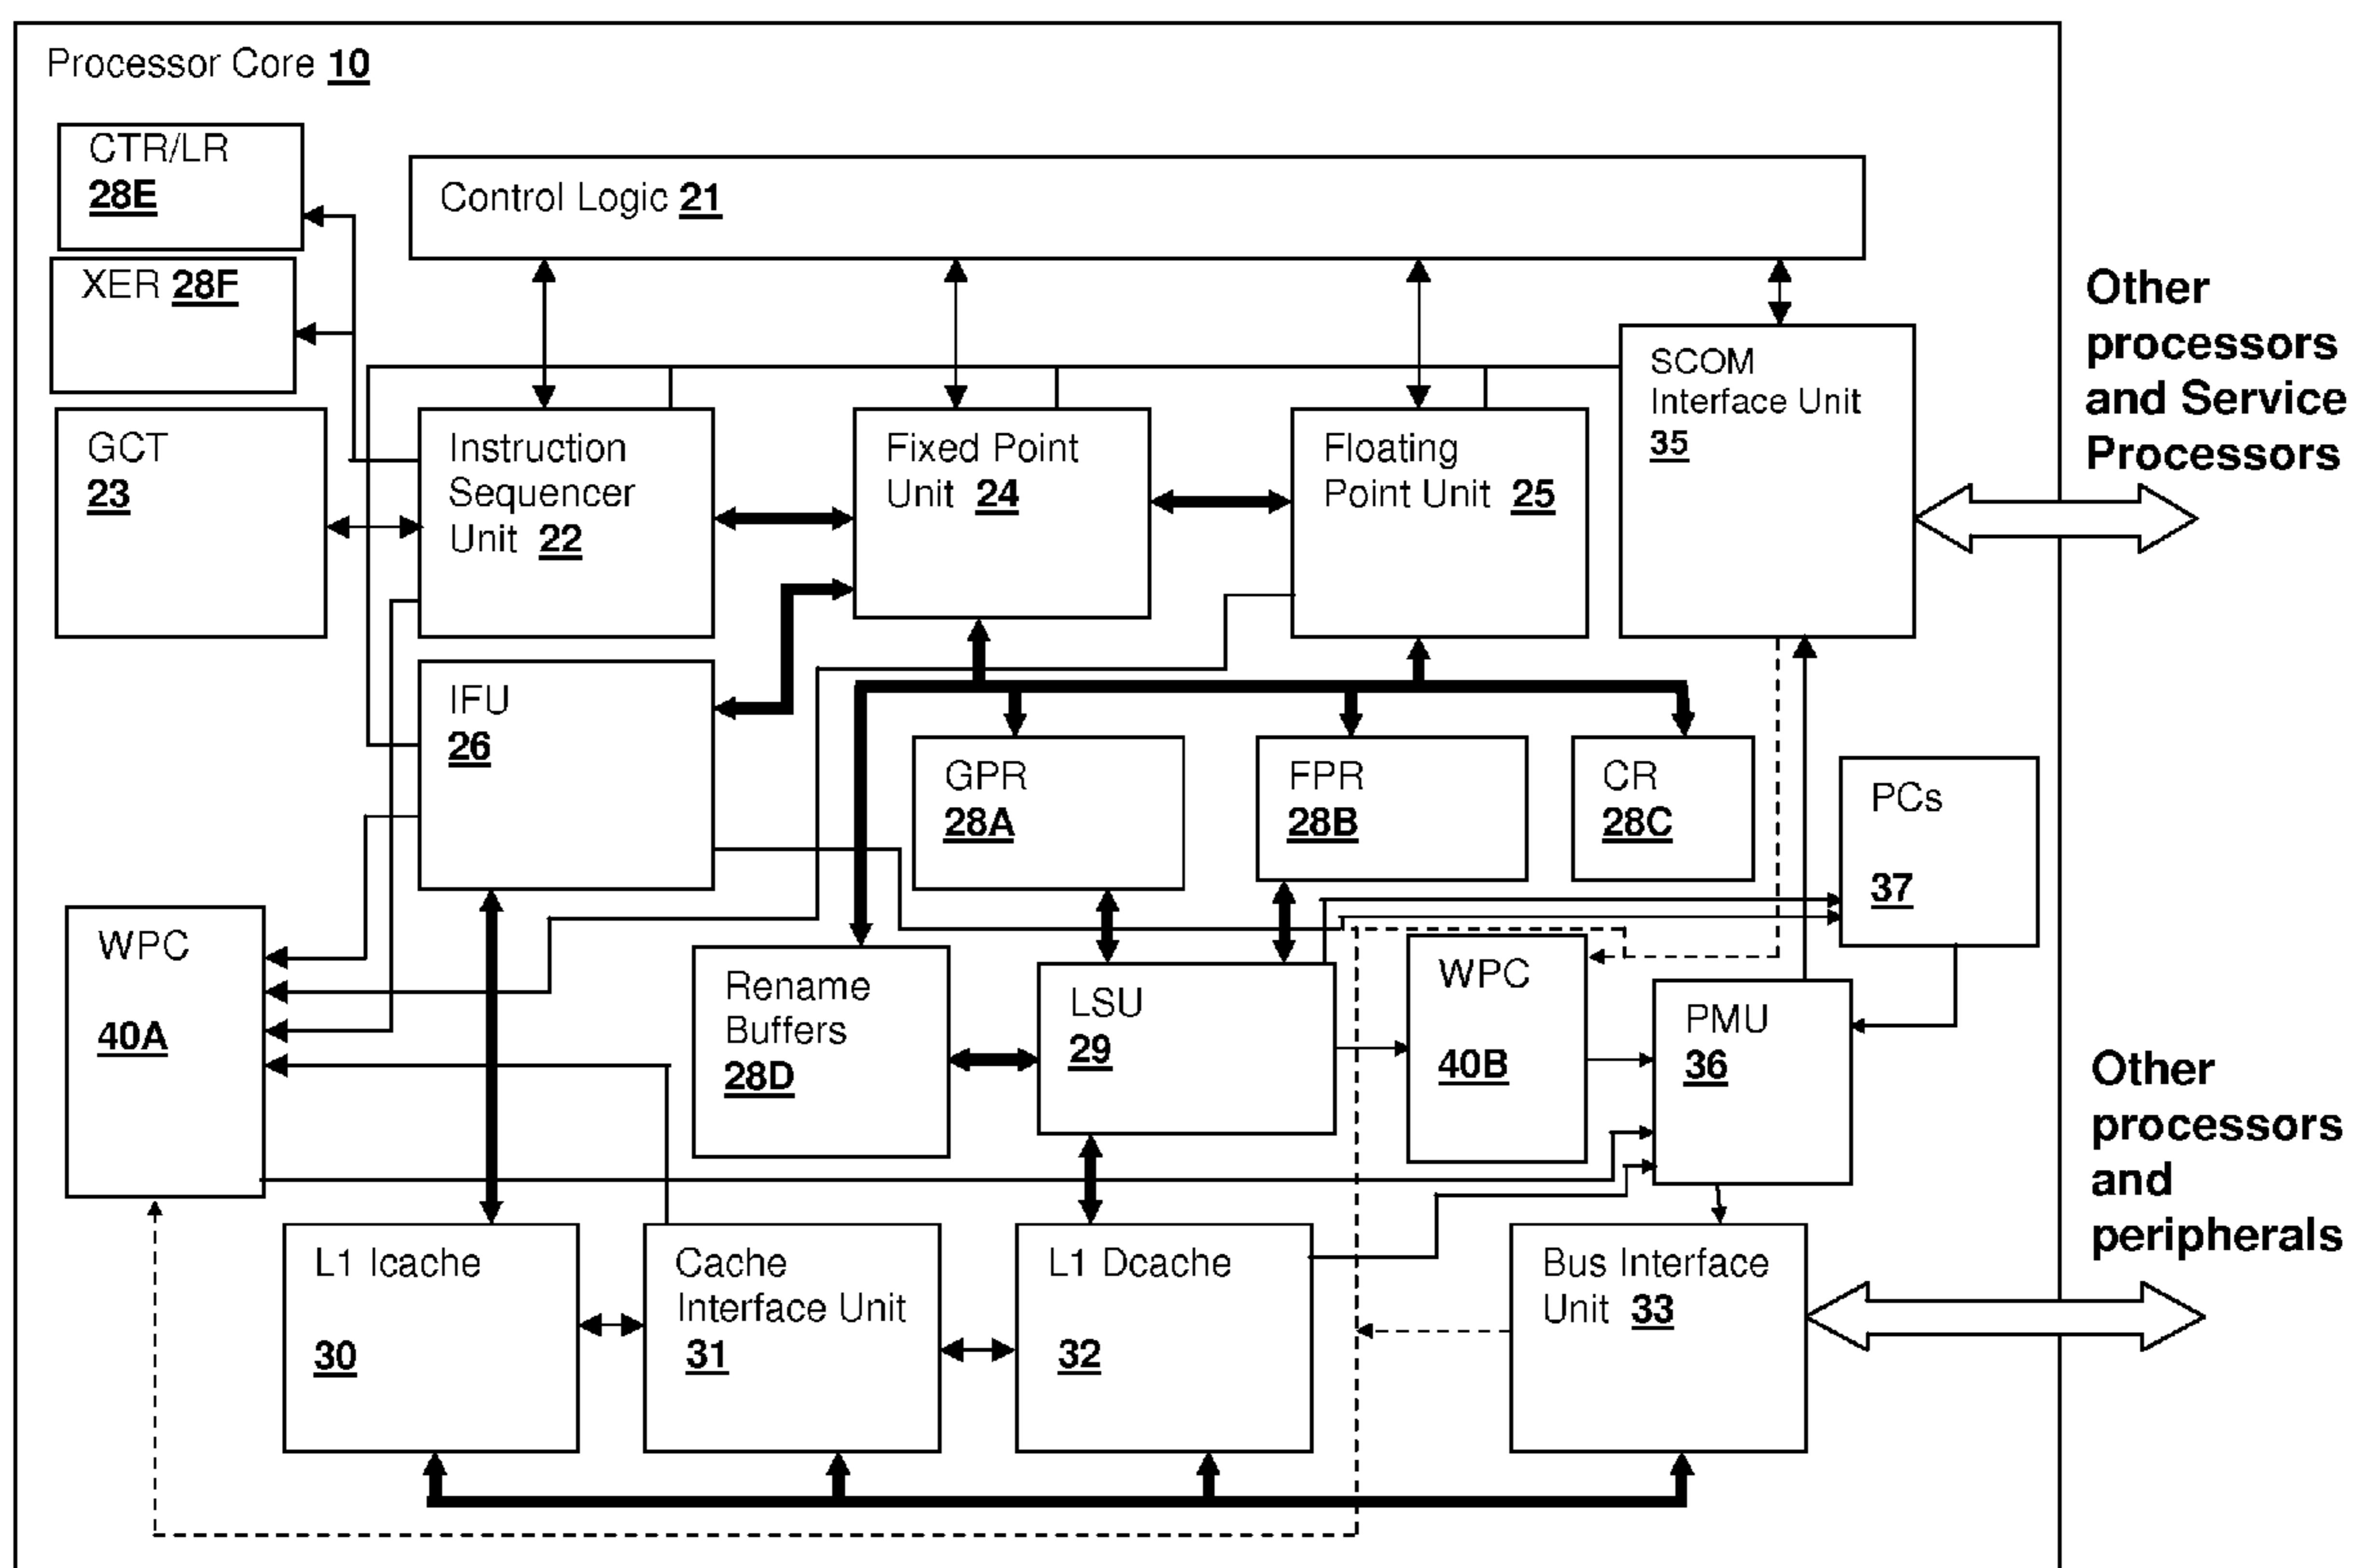 Processor Core 10
CTR/LR
28E
Control Logic 21
XER 28F
Other
processors
and Service
Processors
SCOM
Interface Unit
35
GCT
23
Instruction
Sequencer
Unit 22
Fixed Point
Unit 24
Floating
Point Unit 25
IFU
26
GPR
28A
FPR
28B
CR
28C
PCs
37
WPC
40A
Rename
Buffers
28D
LSU
29
WPC
40B
PMU
36
Other
processors
and
peripherals
L1 Icache
30
Cache
Interface Unit
31
L1 Dcache
32
Bus Interface
Unit 33